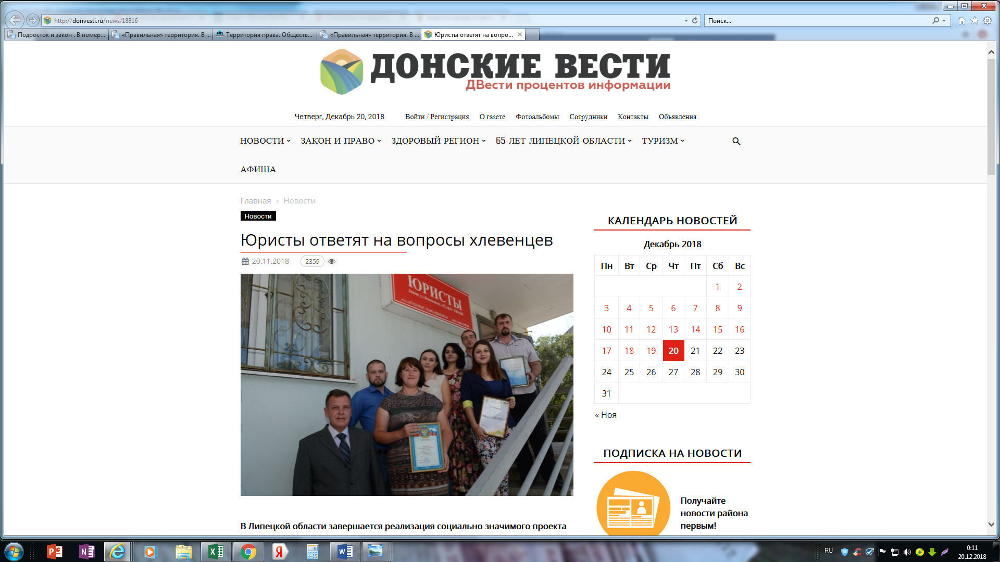 http://donvesti.ru/news/18816
Поиск...
Подросток и закон . В номер...
«Правильная» территория. В ...
Территория права. Обществ...
«Правильная» территория. В ...
Юристы ответят на вопро...
ДОНСКИЕ ВЕСТИ
ДВести процентов информации
Четверг, Декабрь 20, 2018
Войти / Регистрация
О газете
Фотоальбомы
Сотрудники
Контакты
Объявления
НОВОСТИ
ЗАКОН И ПРАВО
ЗДОРОВЫЙ РЕГИОН
65 ЛЕТ ЛИПЕЦКОЙ ОБЛАСТИ
ТУРИЗМ
АФИША
Главная › Новости
Новости
Юристы ответят на вопросы хлевенцев
20.11.2018
2359
ЮРИСТЫ
В Липецкой области завершается реализация социально значимого проекта
КАЛЕНДАРЬ НОВОСТЕЙ
Декабрь 2018
Пн Вт Ср Чт Пт Сб Вс
1 2
3 4 5 6 7 8 9
10 11 12 13 14 15 16
17 18 19 20 21 22 23
24 25 26 27 28 29 30
31
« Ноя
ПОДПИСКА НА НОВОСТИ
Получайте
новости района
первым!
RU
0:11
20.12.2018